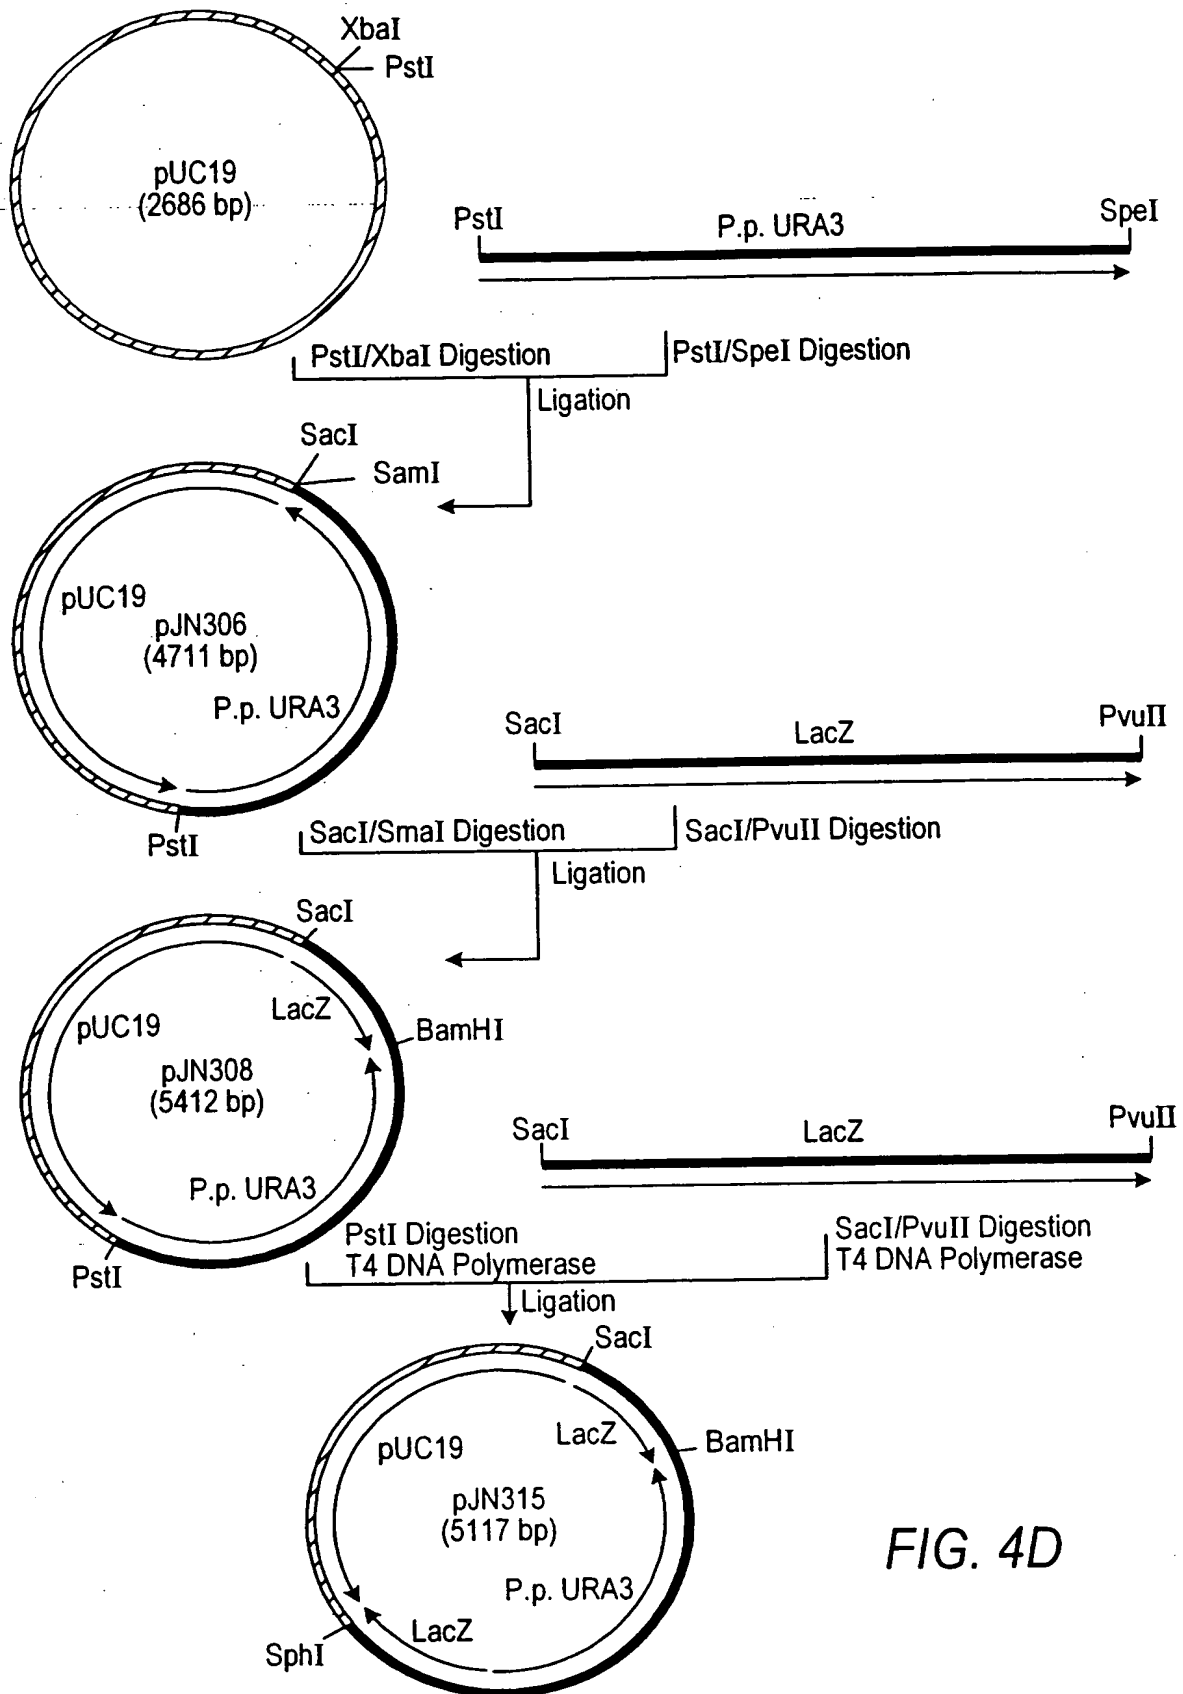 XbaI
PstI
pUC19
(2686 bp)
PstI
P.p. URA3
SpeI
PstI/XbaI Digestion
PstI/SpeI Digestion
Ligation
SacI
SamI
pUC19
pJN306
(4711 bp)
P.p. URA3
PstI
SacI
LacZ
PvuII
SacI/SmaI Digestion
SacI/PvuII Digestion
Ligation
SacI
LacZ
pUC19
BamHI
pJN308
(5412 bp)
P.p. URA3
PstI
SacI
LacZ
PvuII
PstI Digestion
T4 DNA Polymerase
SacI/PvuII Digestion
T4 DNA Polymerase
Ligation
SacI
LacZ
BamHI
pUC19
pJN315
(5117 bp)
P.p. URA3
LacZ
SphI
FIG. 4D